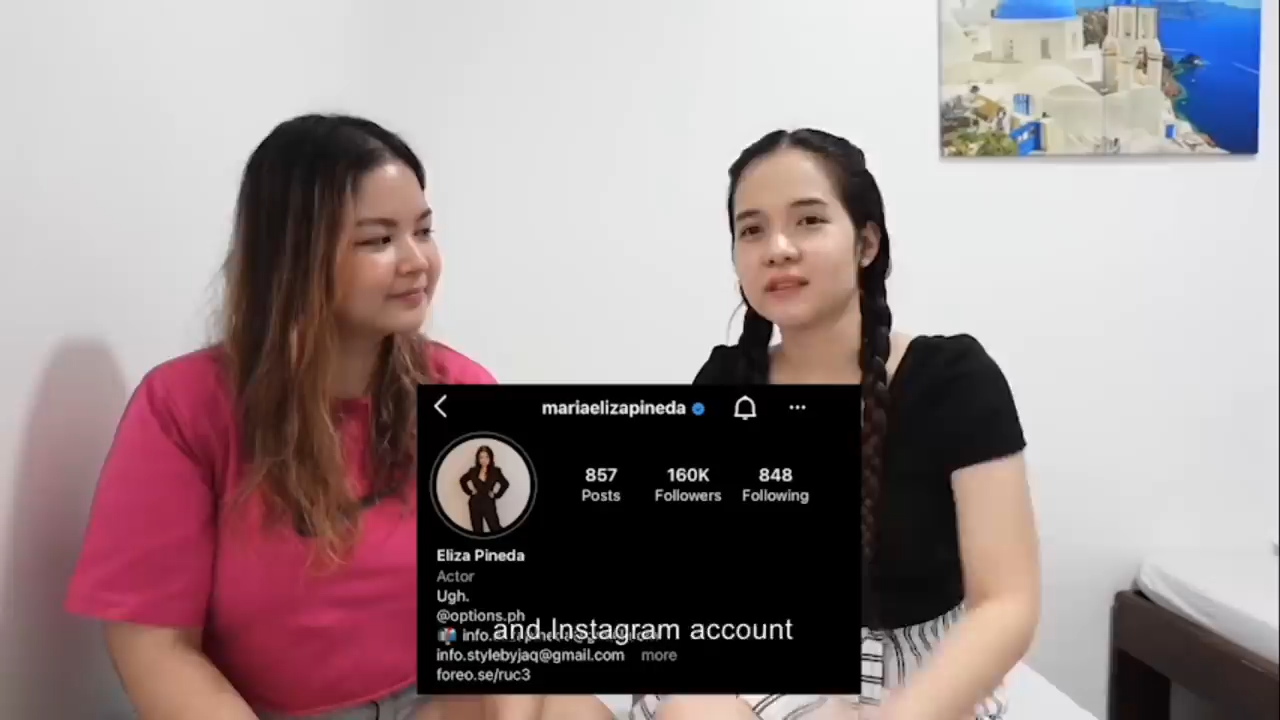 mariaelizapineda
857 160K 848
Posts Followers Following
Eliza Pineda
Actor
Ugh.
@options.ph
and Instagram account
info.stylebyjaq@gmail.com more
foreo.se/ruc3